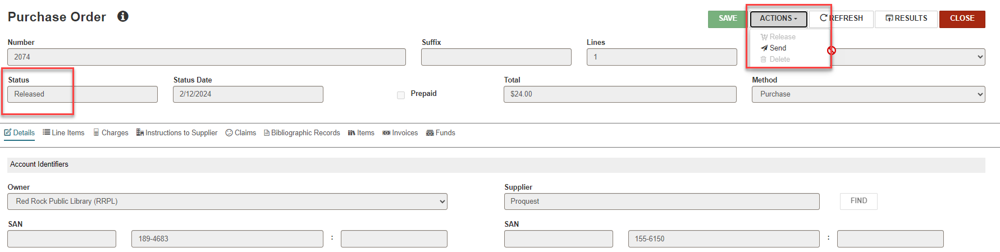 Purchase Order
SAVE
ACTIONS
REFRESH
RESULTS
CLOSE
Release
Send
Delete
Number
Suffix
Lines
2074
1
Status
Status Date
Prepaid
Total
Method
Released
2/12/2024
$24.00
Purchase
Details
Line Items
Charges
Instructions to Supplier
Claims
Bibliographic Records
Items
Invoices
Funds
Account Identifiers
Owner
Supplier
Red Rock Public Library (RRPL)
Proquest
FIND
SAN
SAN
189-4683
:
155-6150
: